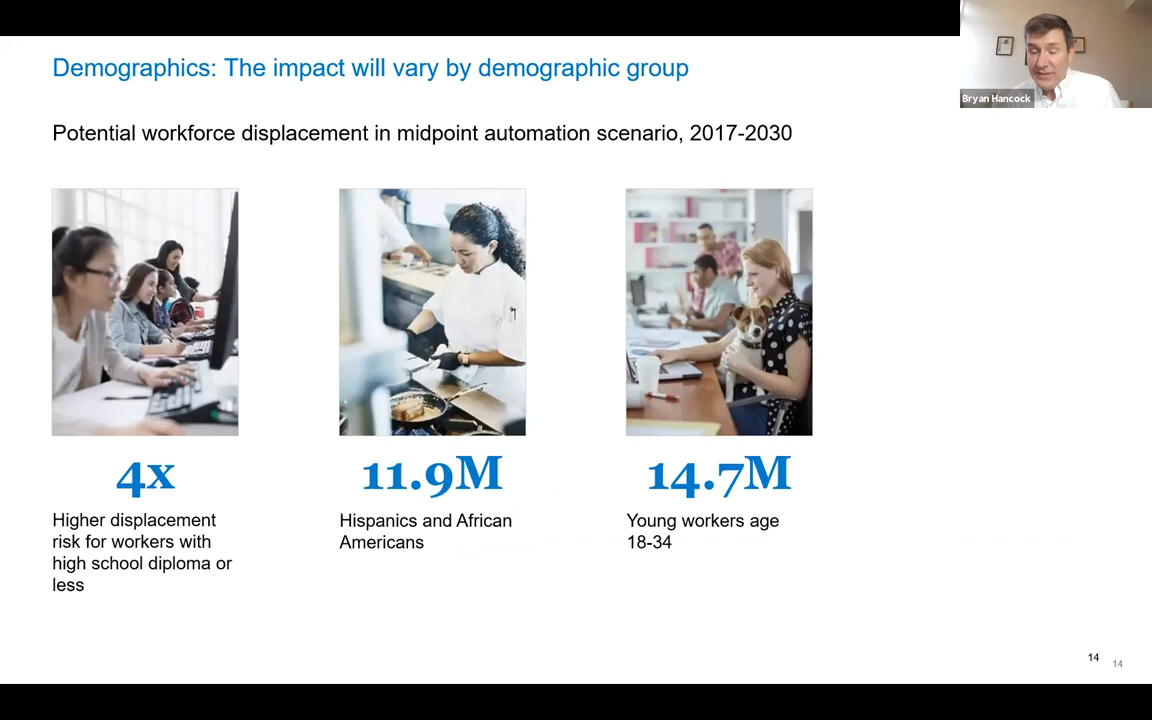 Demographics: The impact will vary by demographic group
Bryan Hancock
Potential workforce displacement in midpoint automation scenario, 2017-2030
4x
Higher displacement
risk for workers with
high school diploma or
less
11.9M
Hispanics and African
Americans
14.7M
Young workers age
18-34
14
14